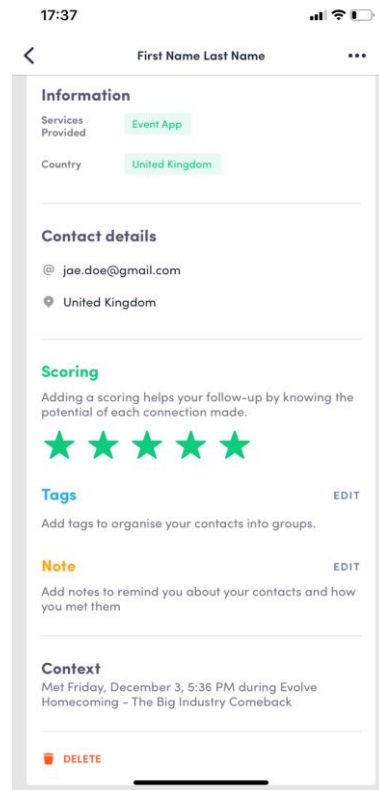 17:37
First Name Last Name
Information
Services
Provided
Event App
Country
United Kingdom
Contact details
@ jae.doe@gmail.com
United Kingdom
Scoring
Adding a scoring helps your follow-up by knowing the
potential of each connection made.
Tags
EDIT
Add tags to organise your contacts into groups.
Note
EDIT
Add notes to remind you about your contacts and how
you met them
Context
Met Friday, December 3, 5:36 PM during Evolve
Homecoming - The Big Industry Comeback
DELETE